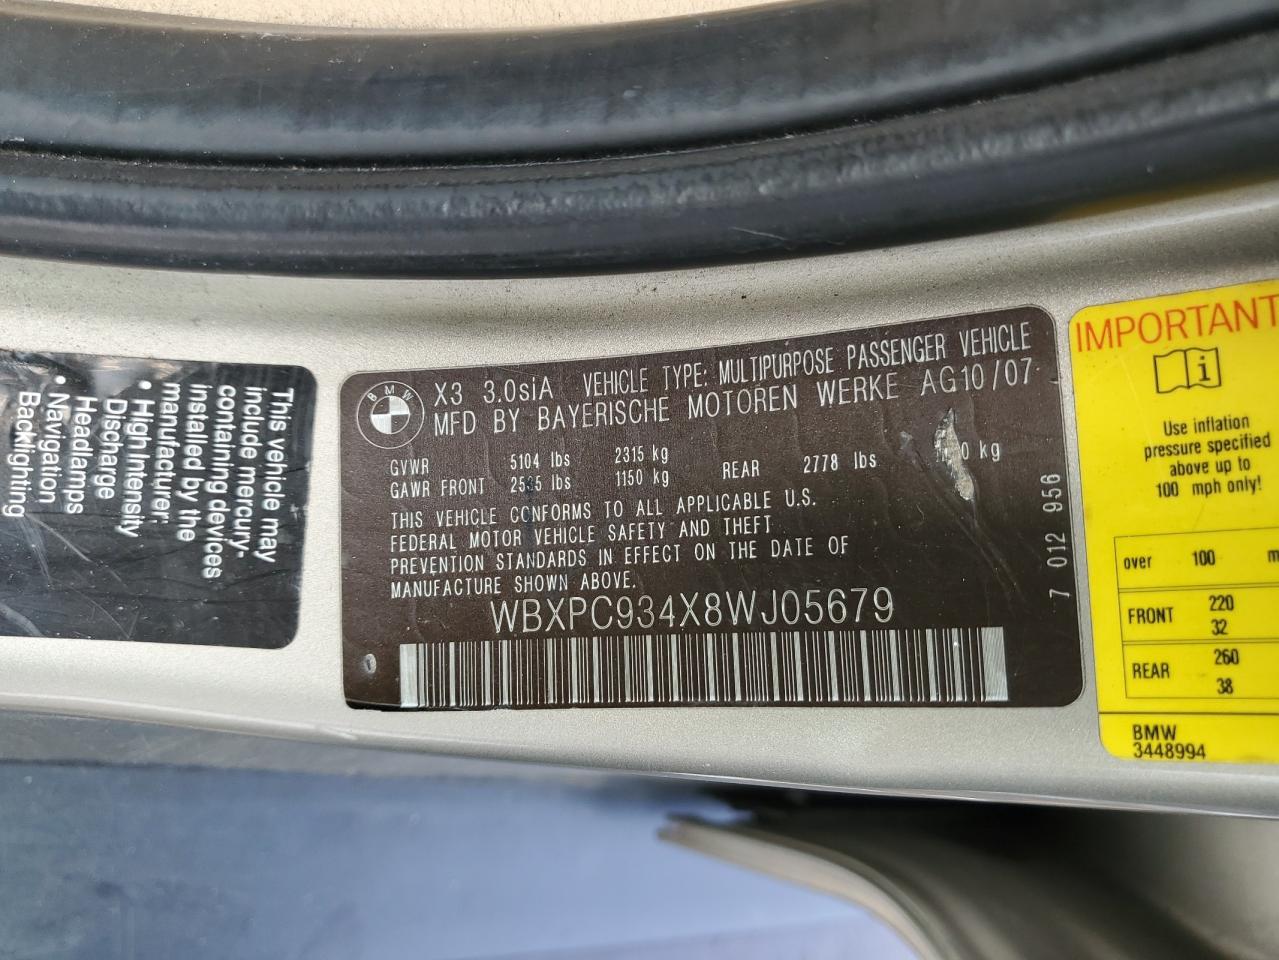 This vehicle may
include mercury-
containing devices
installed by the
manufacturer:
• High Intensity
Discharge
Headlamps
• Navigation
Backlighting
BMW
X3 3.0siA VEHICLE TYPE: MULTIPURPOSE PASSENGER VEHICLE
MFD BY BAYERISCHE MOTOREN WERKE AG10/07
GVWR 5104 lbs 2315 kg
GAWR FRONT 2535 lbs 1150 kg REAR 2778 lbs kg
THIS VEHICLE CONFORMS TO ALL APPLICABLE U.S.
FEDERAL MOTOR VEHICLE SAFETY AND THEFT
PREVENTION STANDARDS IN EFFECT ON THE DATE OF
MANUFACTURE SHOWN ABOVE.
WBXPC934X8WJ05679
7 012 956
IMPORTANT
Use inflation
pressure specified
above up to
100 mph only!
over 100 m
FRONT 220
32
REAR 260
38
BMW
3448994